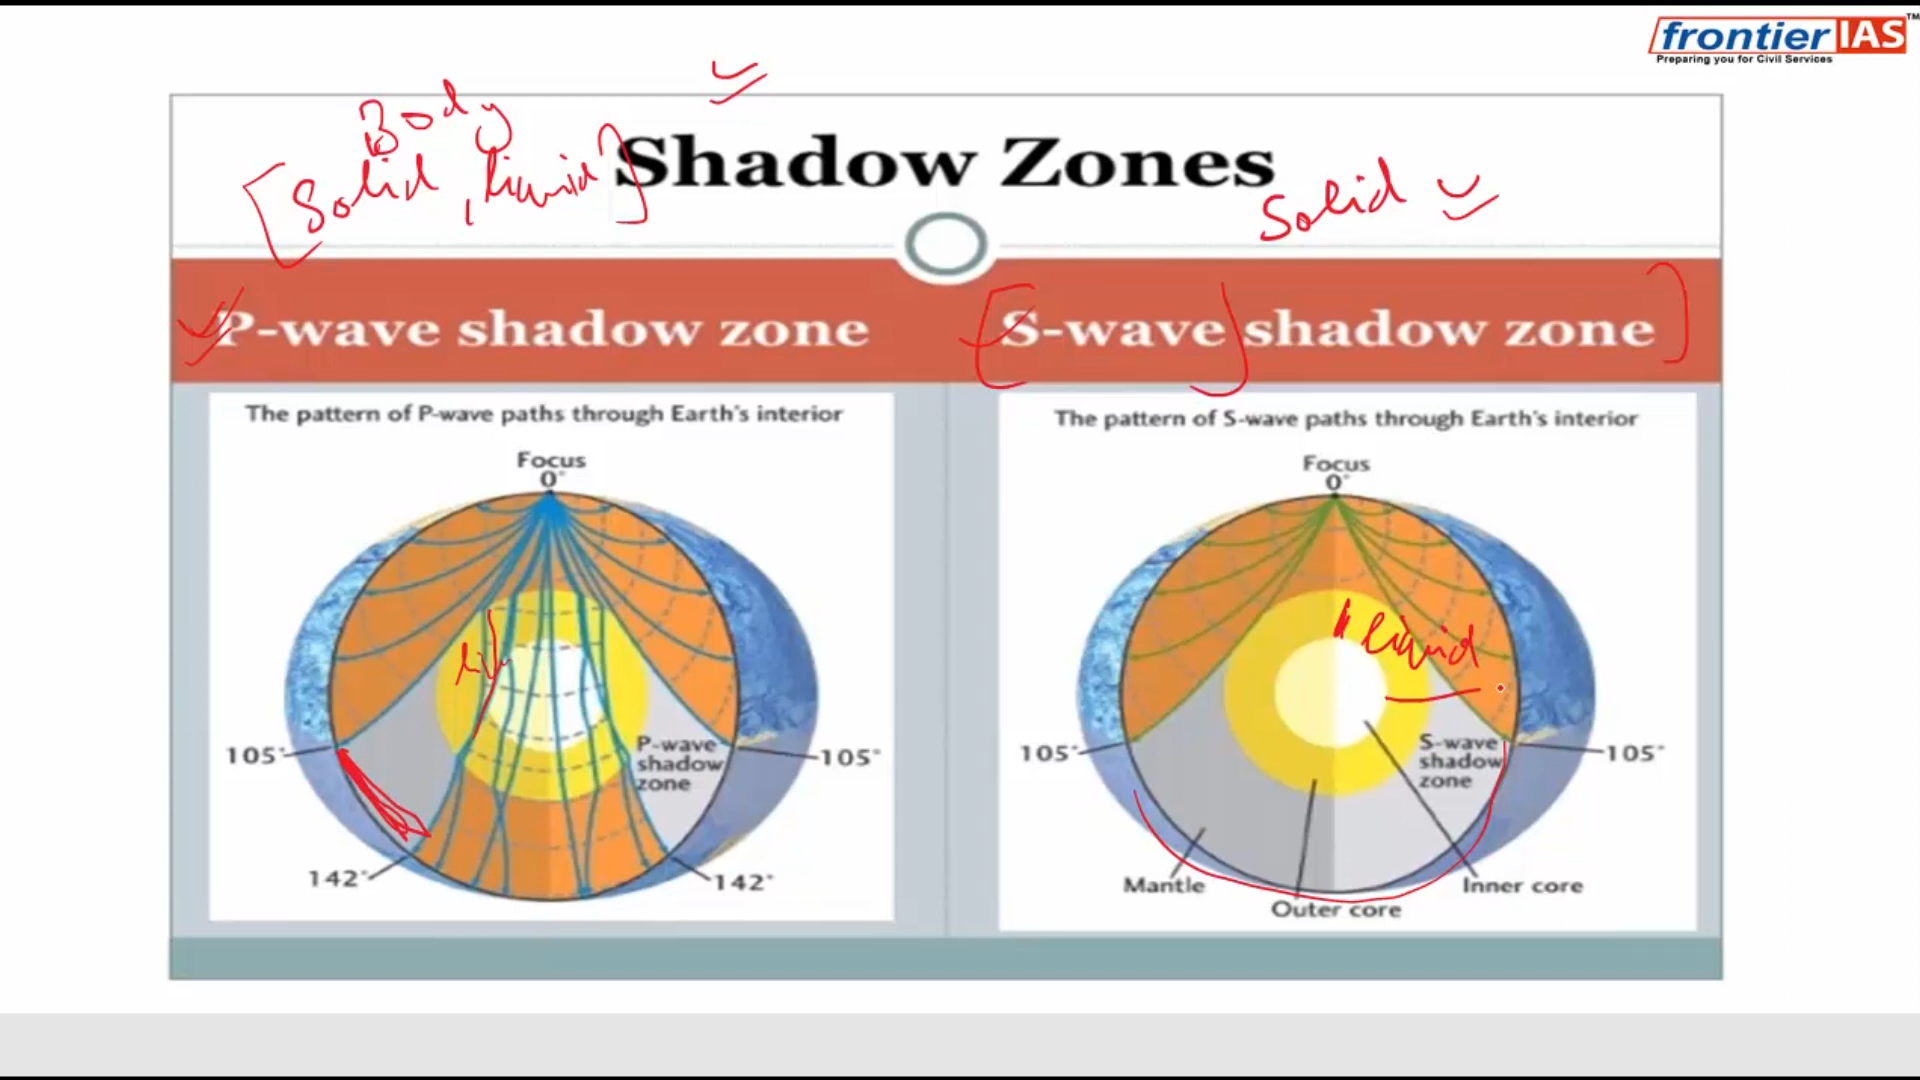 frontier IAS™
Preparing you for Civil Services
Body
[Solid, liquid]
Shadow Zones
Solid
P-wave shadow zone
S-wave shadow zone
The pattern of P-wave paths through Earth's interior
Focus
0°
105°
105°
P-wave
shadow
zone
142°
142°
The pattern of S-wave paths through Earth's interior
Focus
0°
liquid
105°
105°
S-wave
shadow
zone
Mantle
Inner core
Outer core